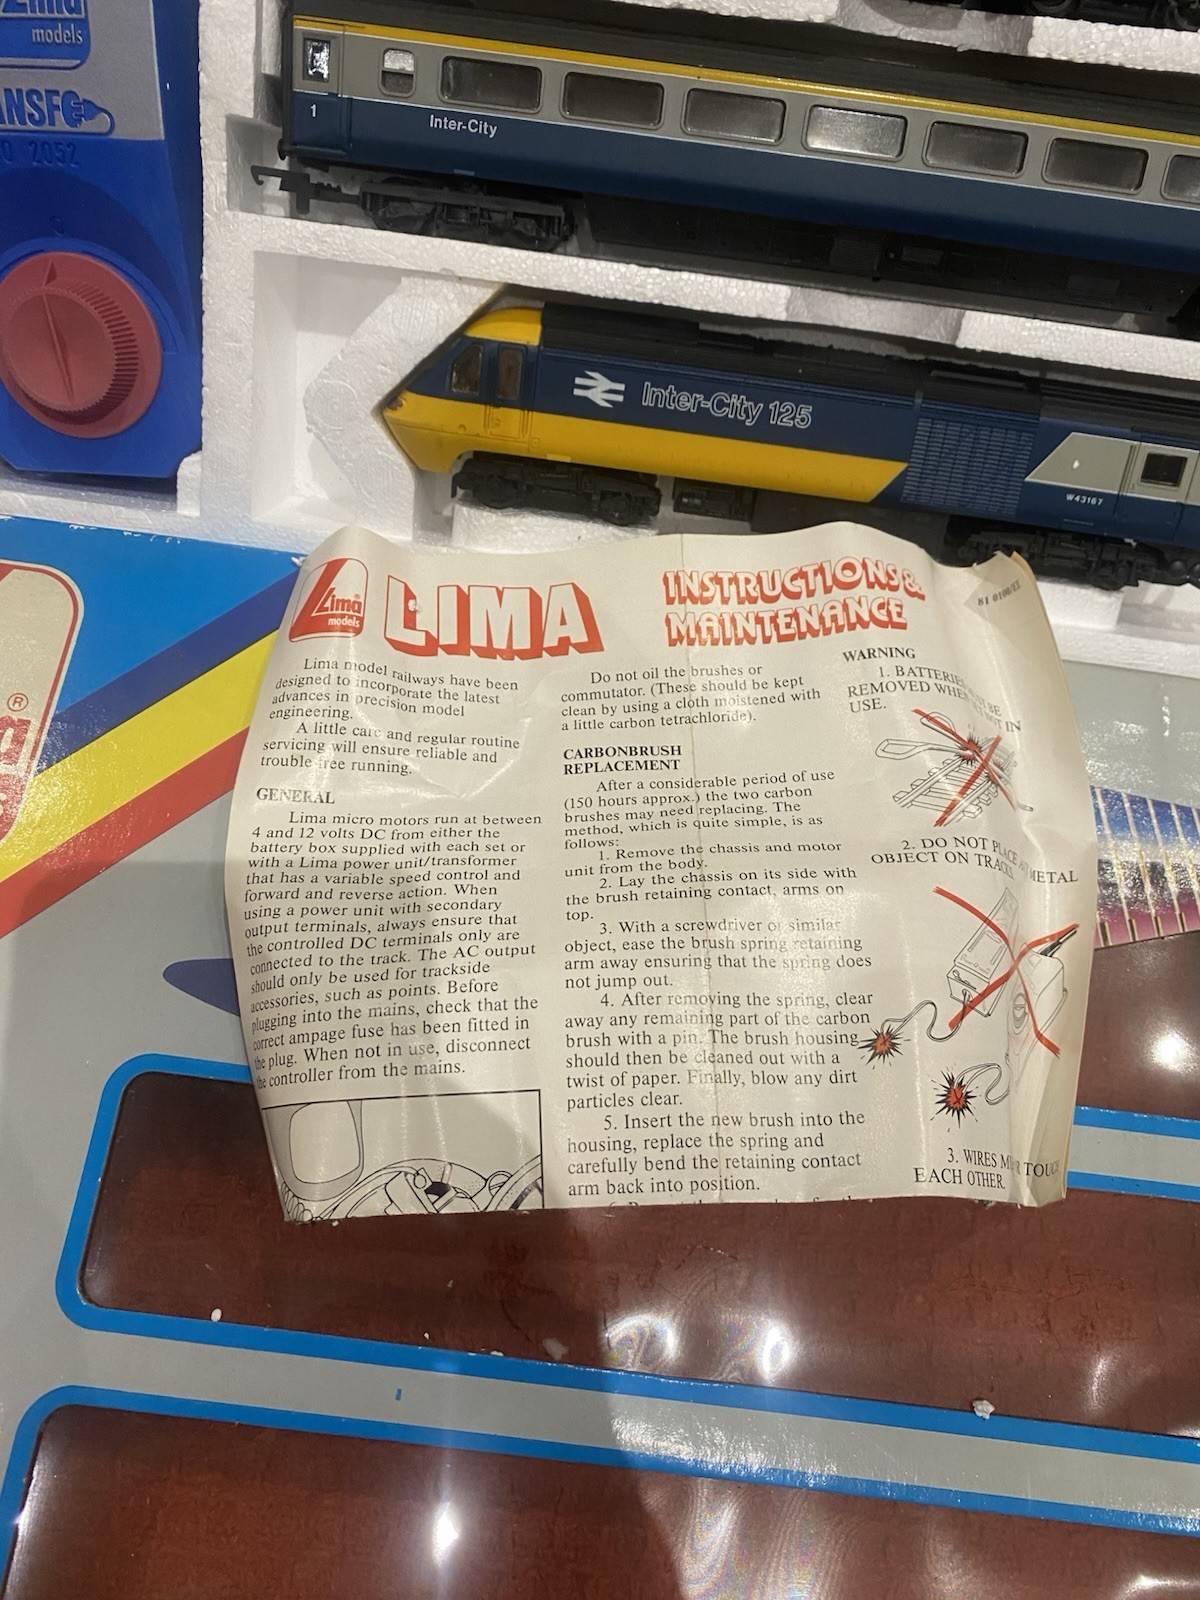 Lima
models
ANSFO
2052
1
Inter-City
Inter-City 125
W43167
®
Lima
models
LIMA
INSTRUCTIONS &
MAINTENANCE
81 0100/EE
Lima model railways have been
designed to incorporate the latest
advances in precision model
engineering.
A little care and regular routine
servicing will ensure reliable and
trouble free running.
GENERAL
Lima micro motors run at between
4 and 12 volts DC from either the
battery box supplied with each set or
with a Lima power unit/transformer
that has a variable speed control and
forward and reverse action. When
using a power unit with secondary
output terminals, always ensure that
the controlled DC terminals only are
connected to the track. The AC output
should only be used for trackside
accessories, such as points. Before
plugging into the mains, check that the
correct ampage fuse has been fitted in
the plug. When not in use, disconnect
the controller from the mains.
Do not oil the brushes or
commutator. (These should be kept
clean by using a cloth moistened with
a little carbon tetrachloride).
CARBONBRUSH
REPLACEMENT
After a considerable period of use
(150 hours approx.) the two carbon
brushes may need replacing. The
method, which is quite simple, is as
follows:
1. Remove the chassis and motor
unit from the body.
2. Lay the chassis on its side with
the brush retaining contact, arms on
top.
3. With a screwdriver or similar
object, ease the brush spring retaining
arm away ensuring that the spring does
not jump out.
4. After removing the spring, clear
away any remaining part of the carbon
brush with a pin. The brush housing
should then be cleaned out with a
twist of paper. Finally, blow any dirt
particles clear.
5. Insert the new brush into the
housing, replace the spring and
carefully bend the retaining contact
arm back into position.
WARNING
1. BATTERIES BE
REMOVED WHEN NOT IN
USE.
2. DO NOT PLACE METAL
OBJECT ON TRACKS.
3. WIRES TOUCH
EACH OTHER.